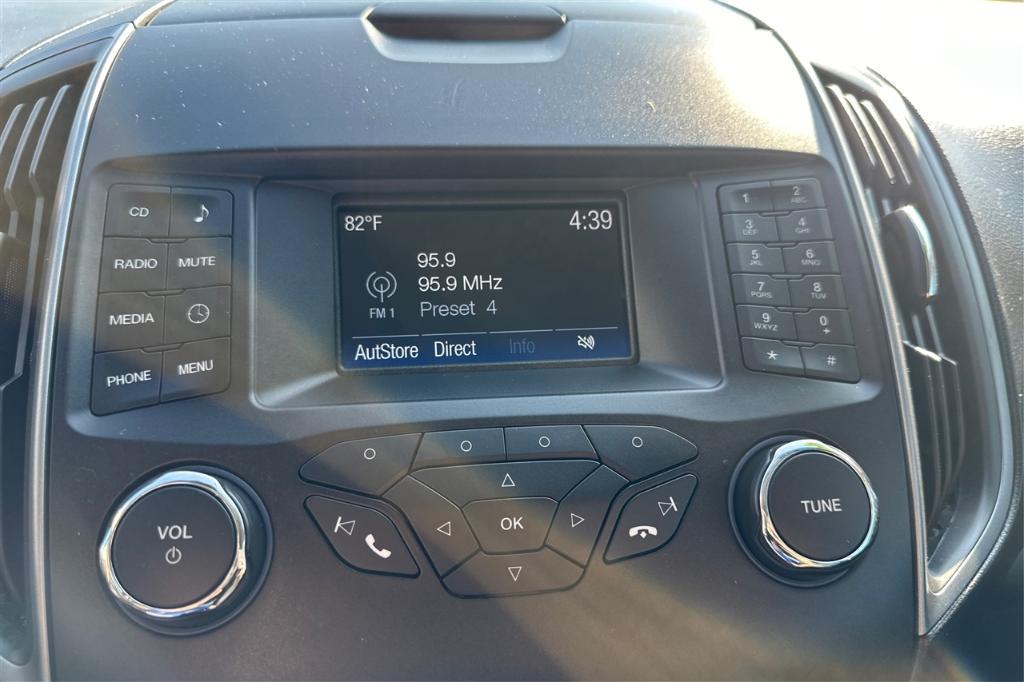 CD
RADIO MUTE
MEDIA
PHONE MENU
82°F 4:39
95.9
95.9 MHz
FM 1 Preset 4
AutStore Direct Info
1 2 ABC
3 DEF 4 GHI
5 JKL 6 MNO
7 PQRS 8 TUV
9 WXYZ 0 +
* #
VOL
OK
TUNE